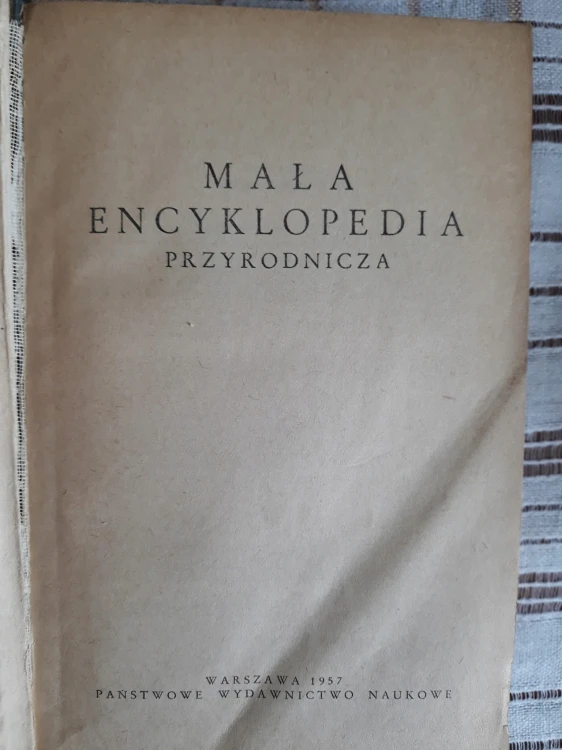 MAŁA
ENCYKLOPEDIA
PRZYRODNICZA
WARSZAWA 1957
PAŃSTWOWE WYDAWNICTWO NAUKOWE